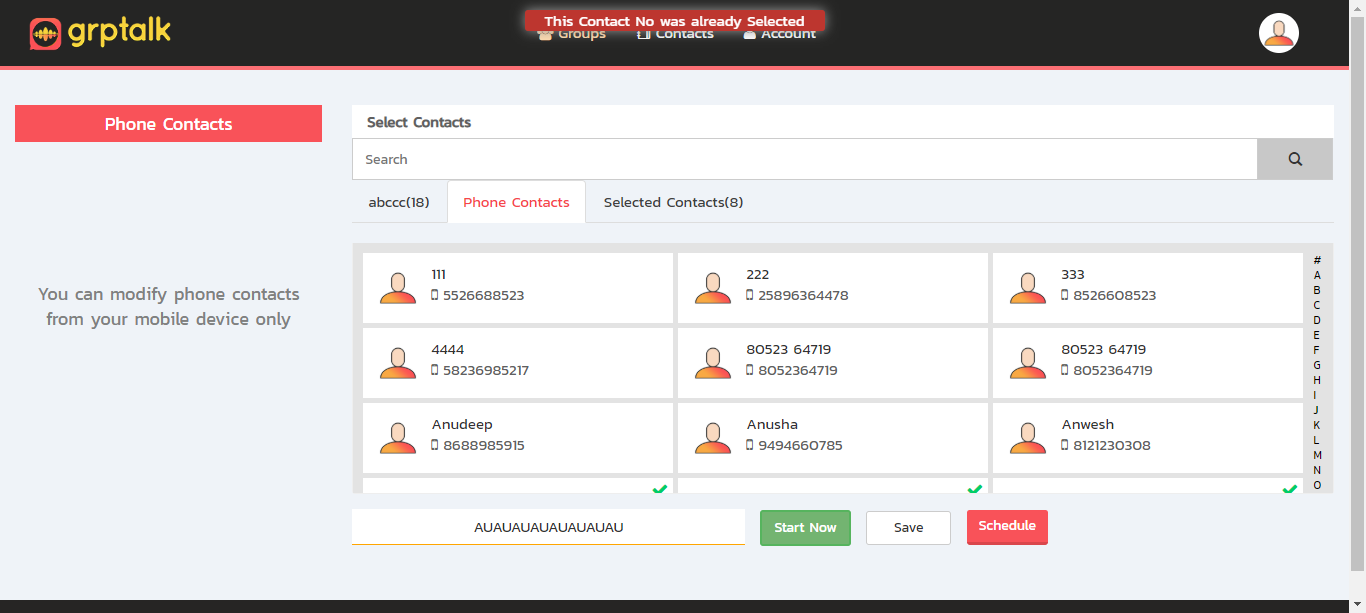 grptalk
This Contact No was already Selected
Groups
Contacts
Account
Phone Contacts
You can modify phone contacts
from your mobile device only
Select Contacts
Search
abccc(18)
Phone Contacts
Selected Contacts(8)
111
5526688523
222
25896364478
333
8526608523
4444
58236985217
80523 64719
8052364719
80523 64719
8052364719
Anudeep
8688985915
Anusha
9494660785
Anwesh
8121230308
#
A
B
C
D
E
F
G
H
I
J
K
L
M
N
O
AUAUAUAUAUAUAUAU
Start Now
Save
Schedule